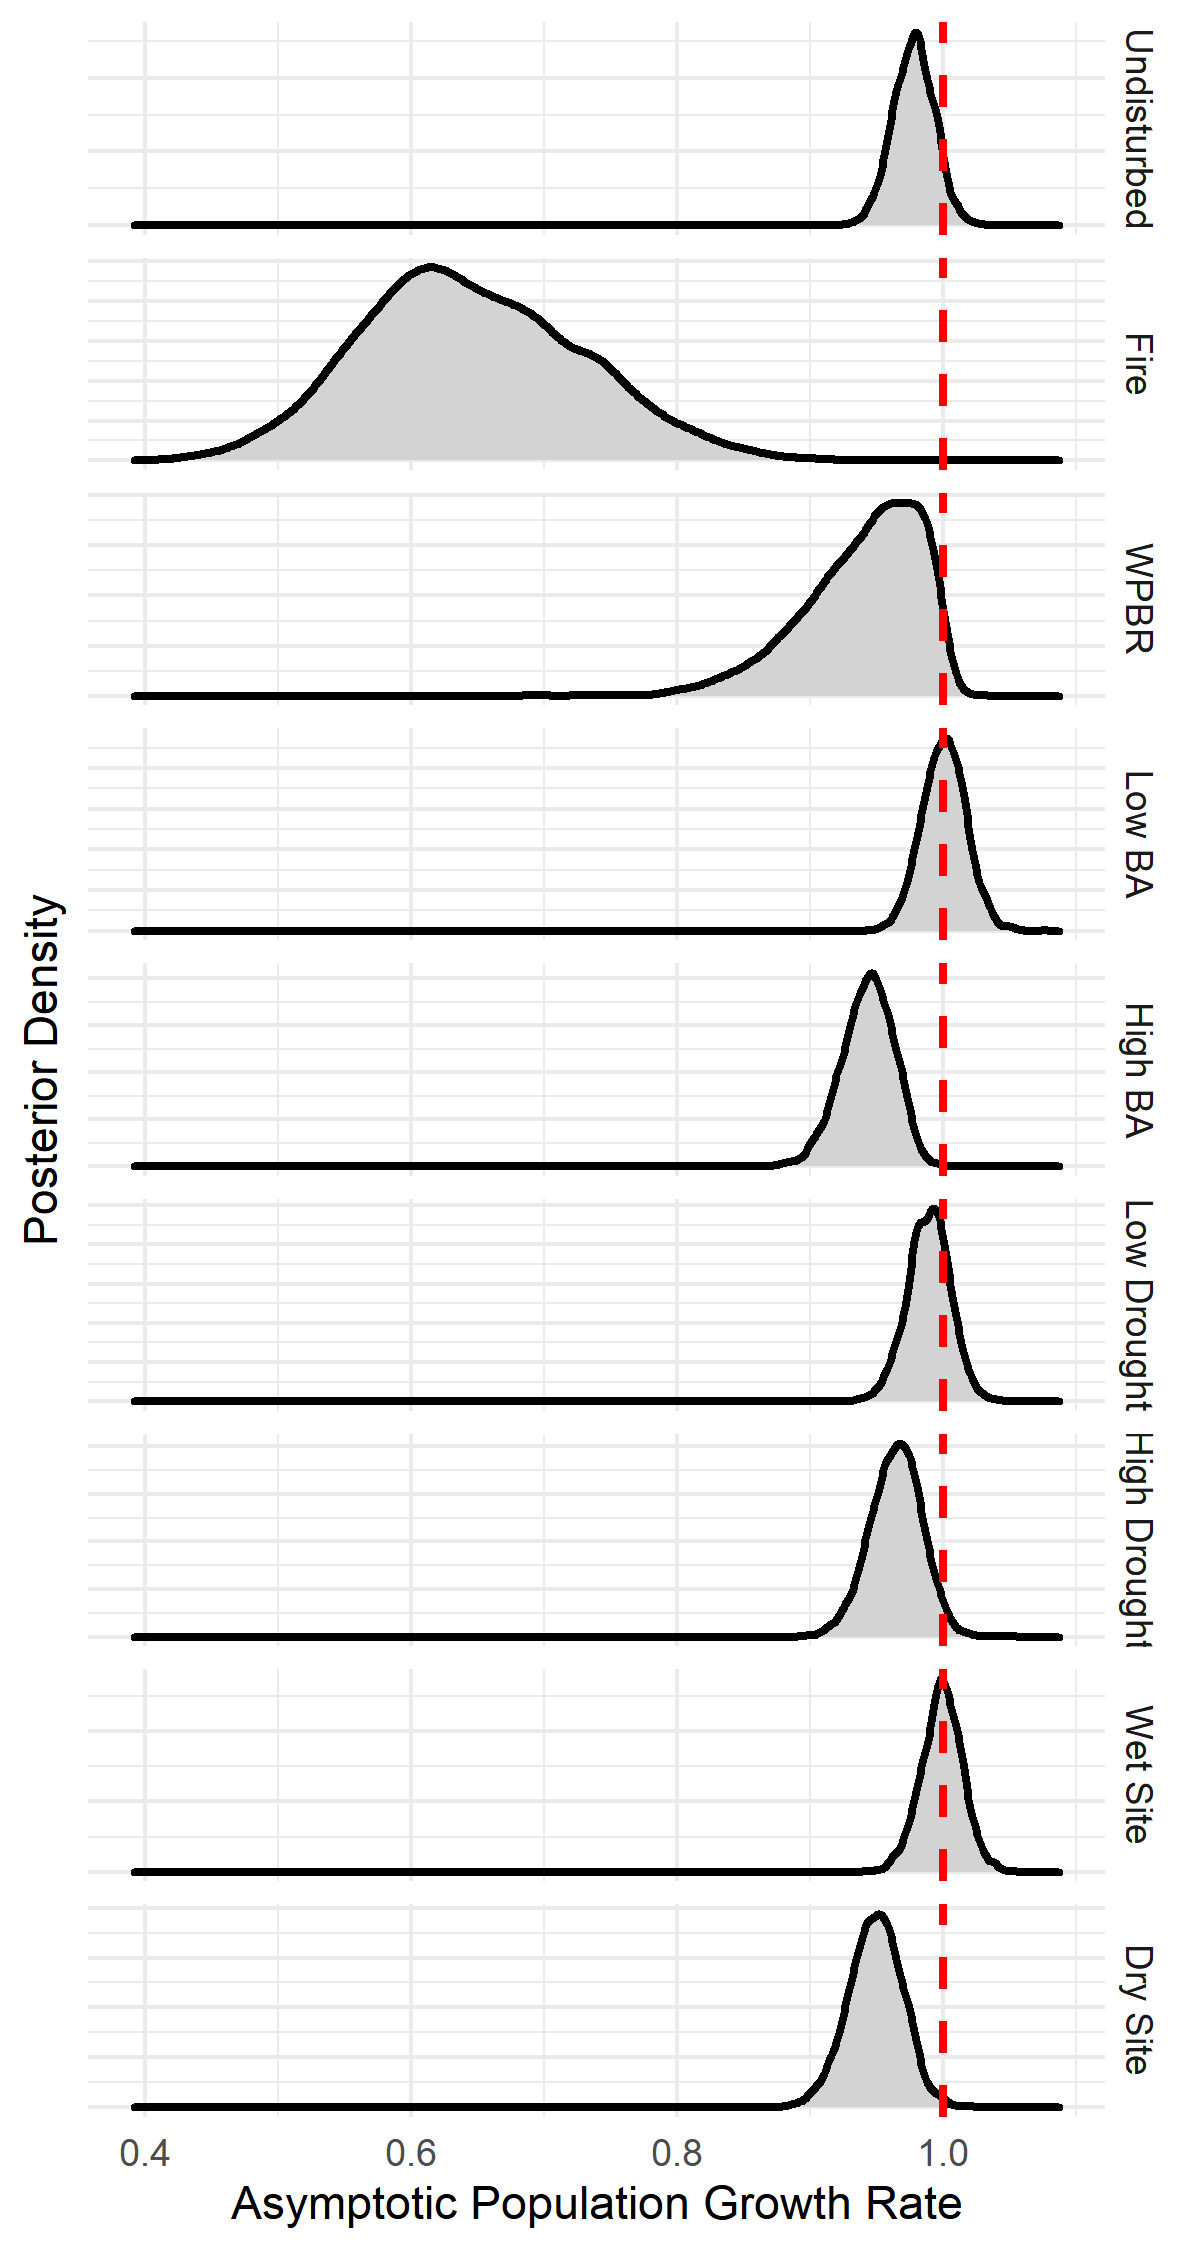 Undisturbed
Fire
WPBR
Low BA
High BA
Low Drought
High Drought
Wet Site
Dry Site
Posterior Density
0.4 0.6 0.8 1.0
Asymptotic Population Growth Rate